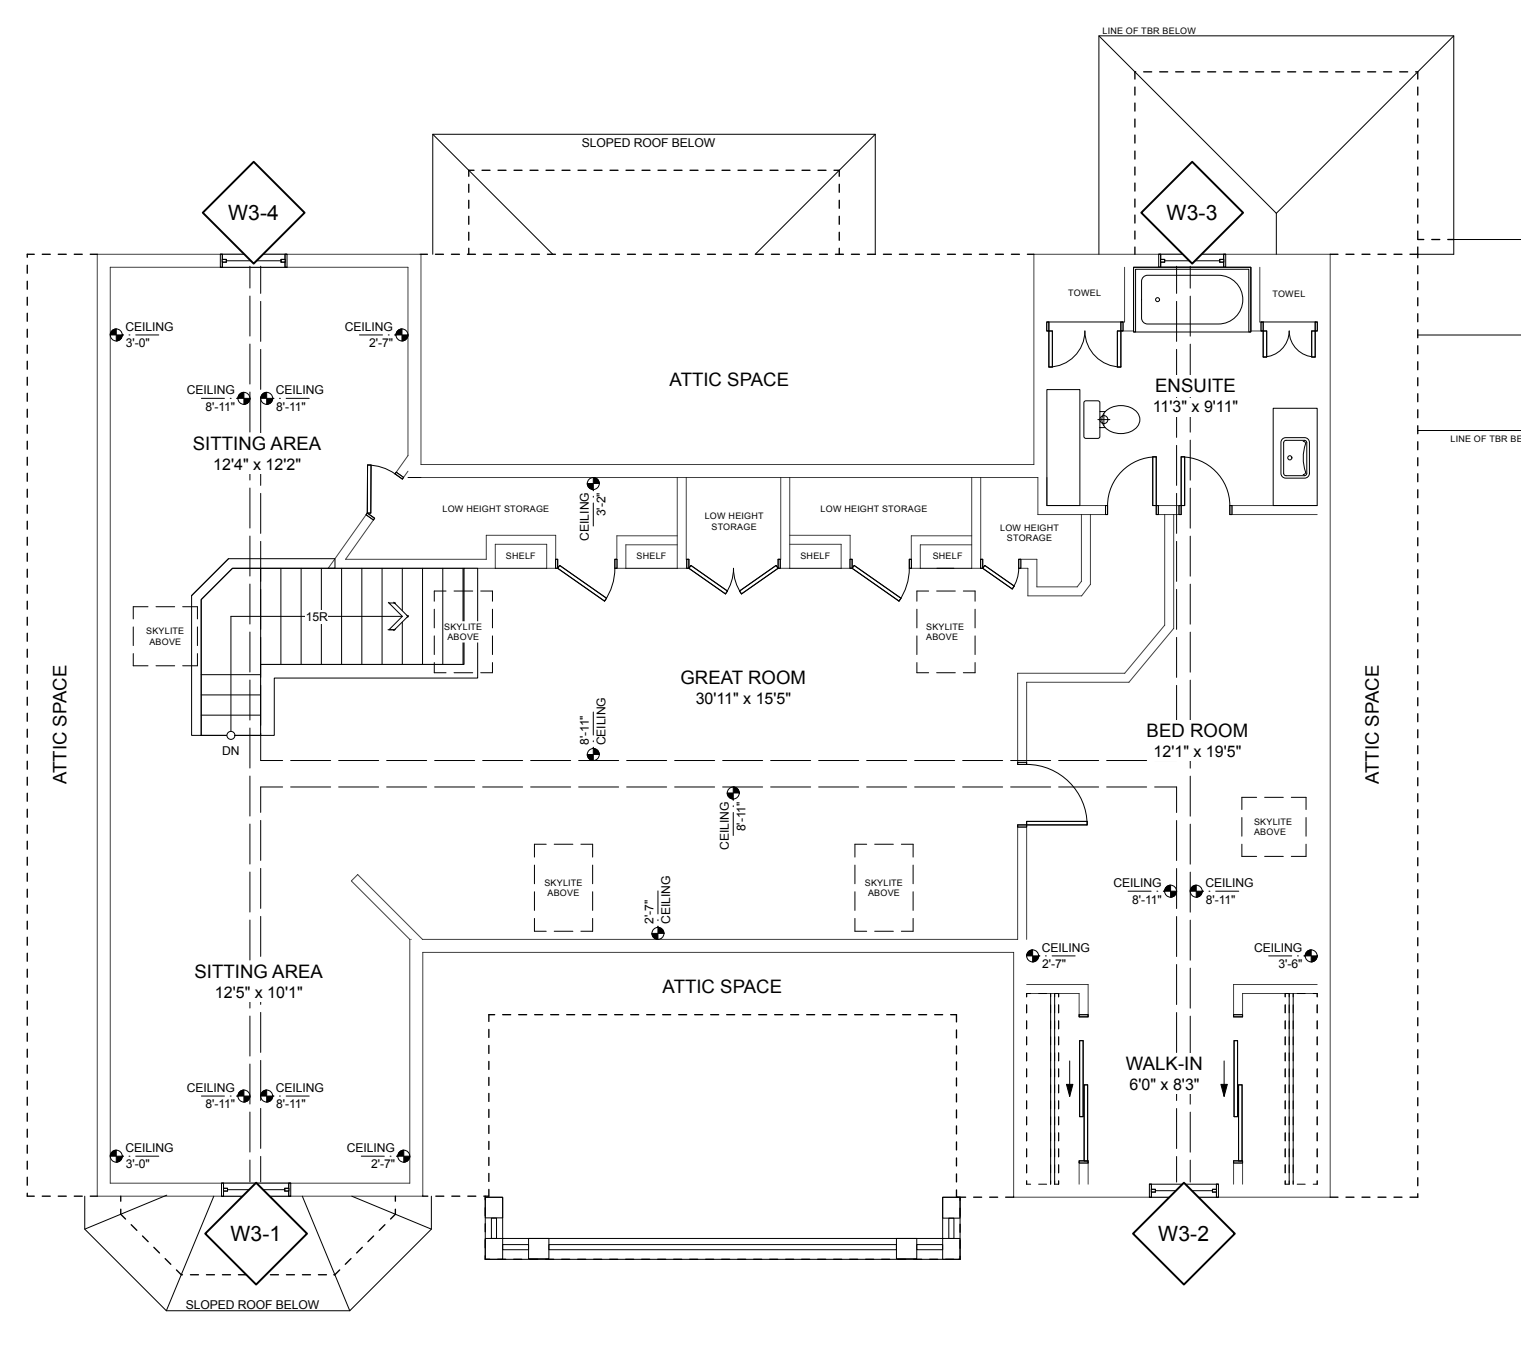 LINE OF TBR BELOW
SLOPED ROOF BELOW
W3-4
W3-3
TOWEL
TOWEL
CEILING
3'-0"
CEILING
2'-7"
ATTIC SPACE
ENSUITE
11'3" x 9'11"
CEILING
8'-11"
CEILING
8'-11"
SITTING AREA
12'4" x 12'2"
LINE OF TBR BE
LOW HEIGHT STORAGE
CEILING
3'-2"
LOW HEIGHT
STORAGE
LOW HEIGHT STORAGE
LOW HEIGHT
STORAGE
SHELF
SHELF
SHELF
SHELF
15R
SKYLITE
ABOVE
SKYLITE
ABOVE
SKYLITE
ABOVE
GREAT ROOM
30'11" x 15'5"
ATTIC SPACE
ATTIC SPACE
8'-11"
CEILING
BED ROOM
12'1" x 19'5"
DN
CEILING
8'-11"
SKYLITE
ABOVE
SKYLITE
ABOVE
SKYLITE
ABOVE
2'-7"
CEILING
CEILING
8'-11"
CEILING
8'-11"
CEILING
2'-7"
CEILING
3'-6"
SITTING AREA
12'5" x 10'1"
ATTIC SPACE
WALK-IN
6'0" x 8'3"
CEILING
8'-11"
CEILING
8'-11"
CEILING
3'-0"
CEILING
2'-7"
W3-1
W3-2
SLOPED ROOF BELOW